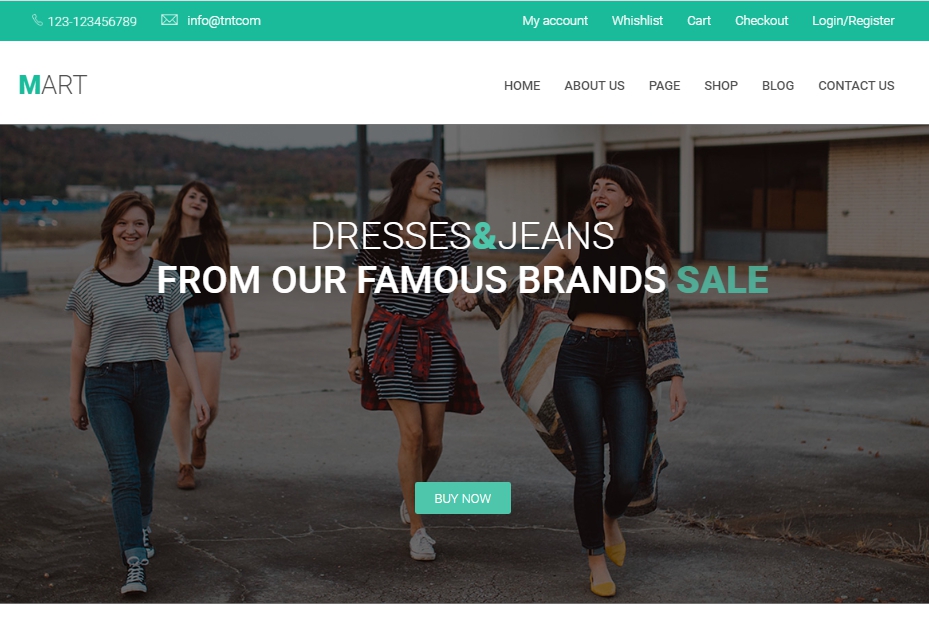 123-123456789 info@tntcom My account Whishlist Cart Checkout Login/Register
MART HOME ABOUT US PAGE SHOP BLOG CONTACT US
DRESSES&JEANS
FROM OUR FAMOUS BRANDS SALE
BUY NOW